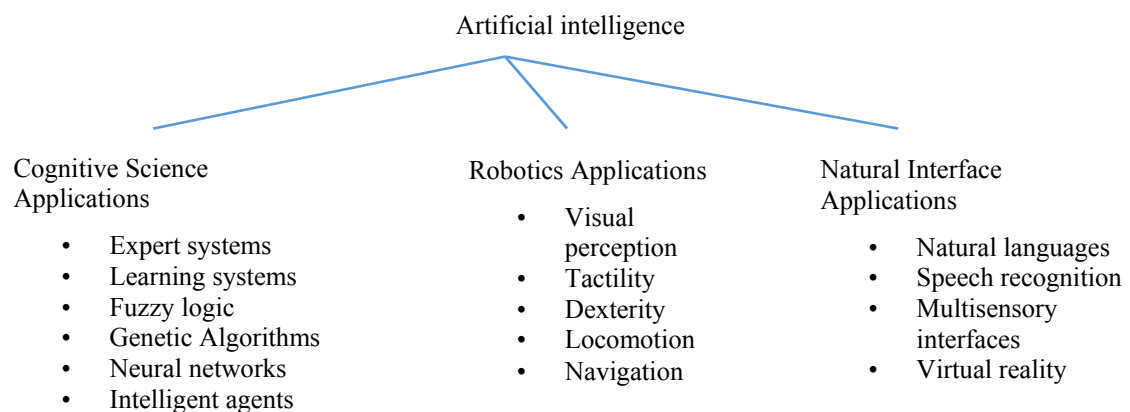 Artificial intelligence
Cognitive Science
Applications
• Expert systems
• Learning systems
• Fuzzy logic
• Genetic Algorithms
• Neural networks
• Intelligent agents
Robotics Applications
• Visual
perception
• Tactility
• Dexterity
• Locomotion
• Navigation
Natural Interface
Applications
• Natural languages
• Speech recognition
• Multisensory
interfaces
• Virtual reality